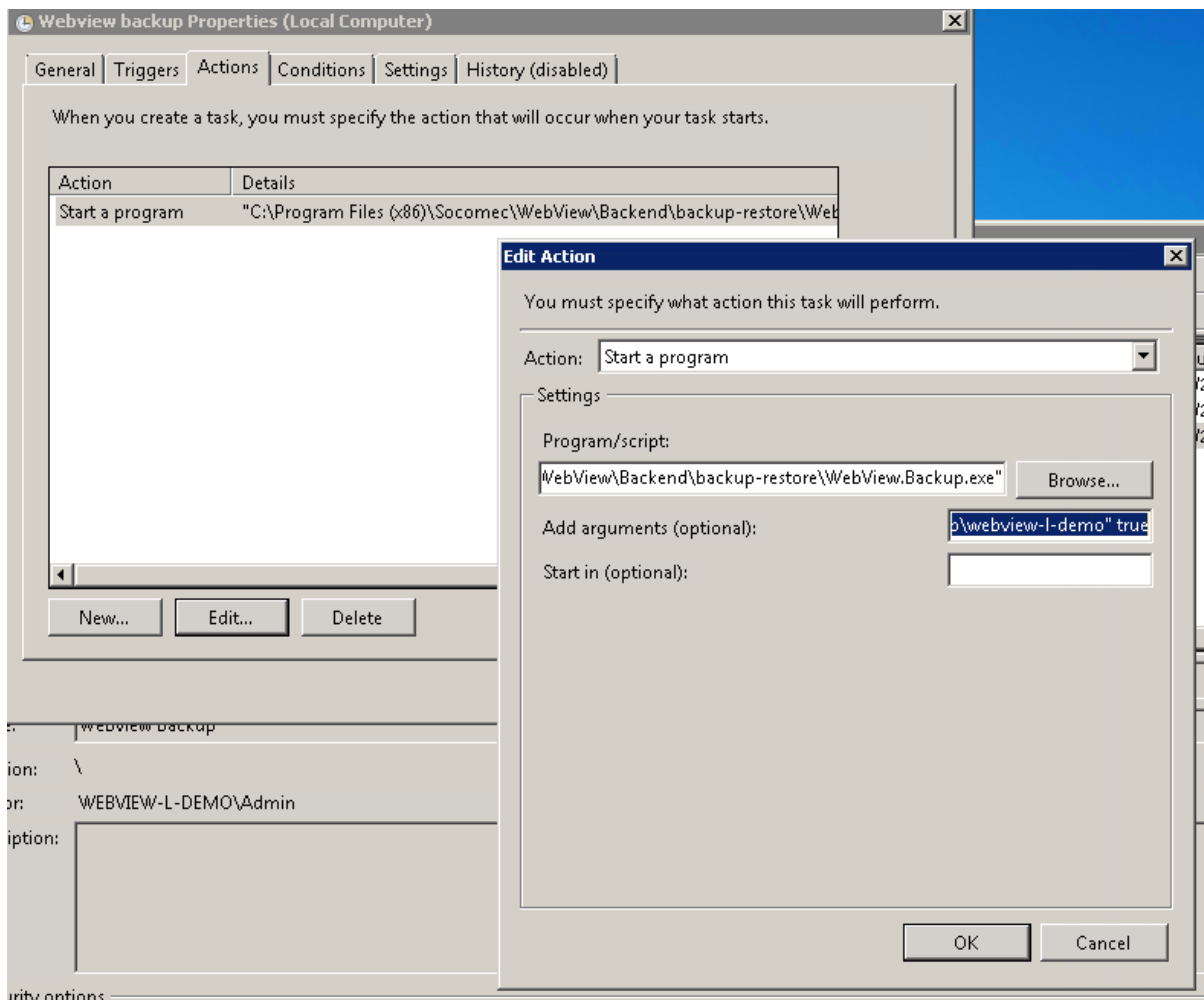 Webview backup Properties (Local Computer)
General Triggers Actions Conditions Settings History (disabled)
When you create a task, you must specify the action that will occur when your task starts.
Action Details
Start a program "C:\Program Files (x86)\Socomec\WebView\Backend\backup-restore\Web
New... Edit... Delete
Edit Action
You must specify what action this task will perform.
Action: Start a program
Settings
Program/script:
WebView\Backend\backup-restore\WebView.Backup.exe" Browse...
Add arguments (optional): \webview-l-demo" true
Start in (optional):
OK Cancel
Webview backup
ion: \
or: WEBVIEW-L-DEMO\Admin
iption:
urity options